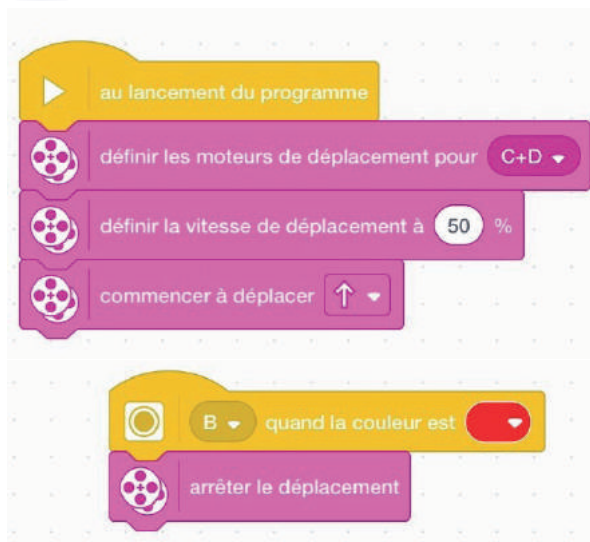 au lancement du programme
définir les moteurs de déplacement pour C+D
définir la vitesse de déplacement à 50 %
commencer à déplacer
B quand la couleur est
arrêter le déplacement